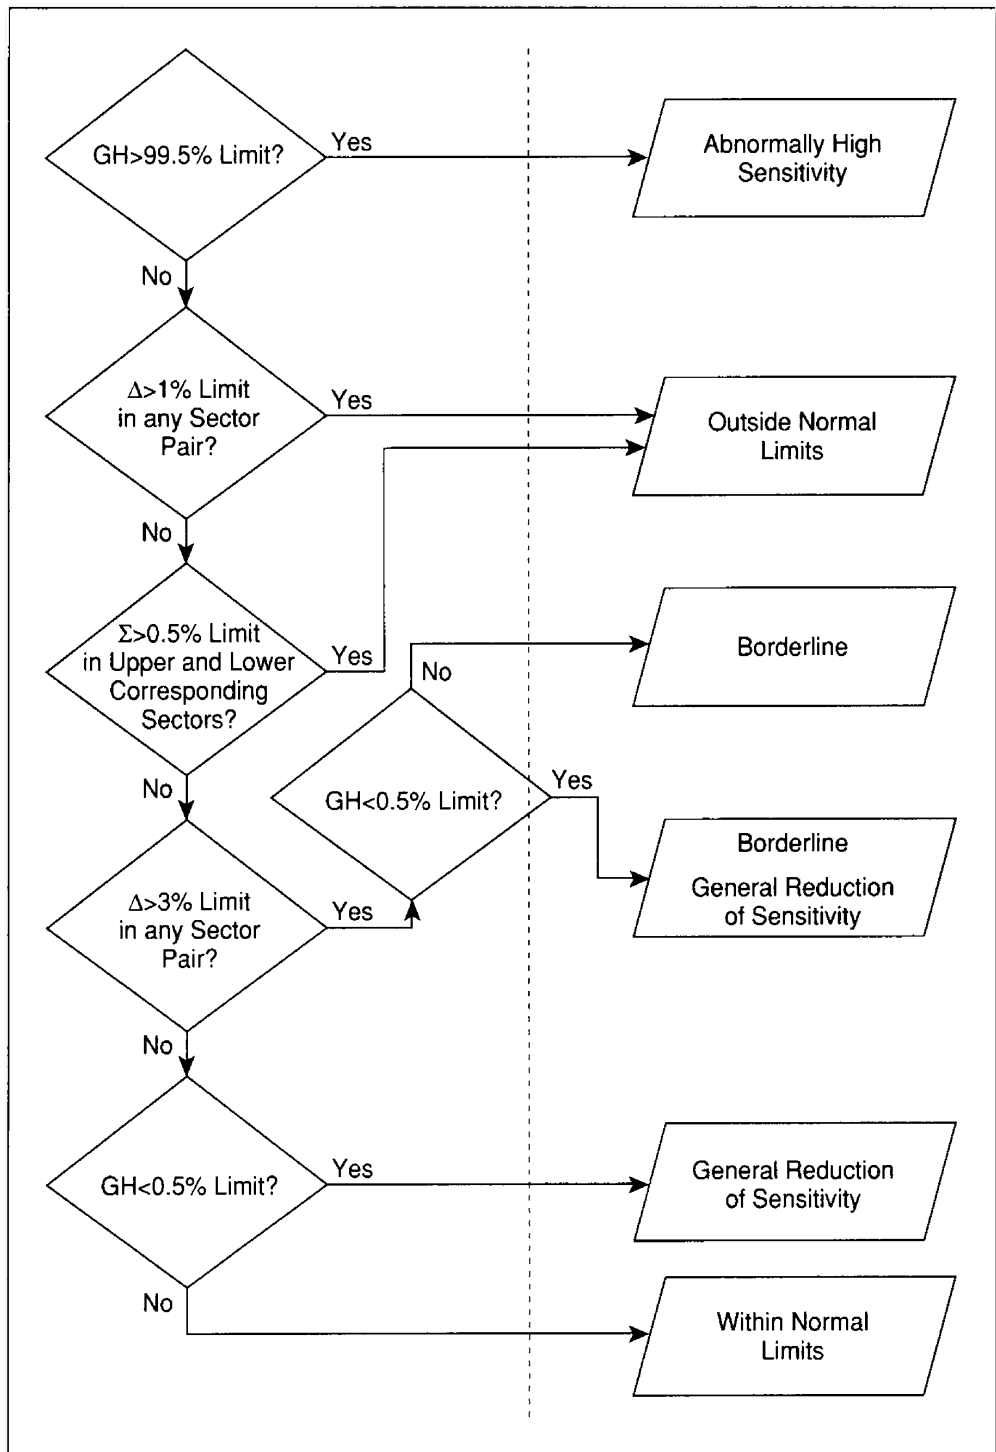 GH>99.5% Limit?
Yes
Abnormally High
Sensitivity
No
Δ>1% Limit
in any Sector
Pair?
Yes
Outside Normal
Limits
No
Σ>0.5% Limit
in Upper and Lower
Corresponding
Sectors?
Yes
No
Borderline
No
GH<0.5% Limit?
Yes
Borderline
General Reduction
of Sensitivity
Δ>3% Limit
in any Sector
Pair?
Yes
No
GH<0.5% Limit?
Yes
General Reduction
of Sensitivity
No
Within Normal
Limits